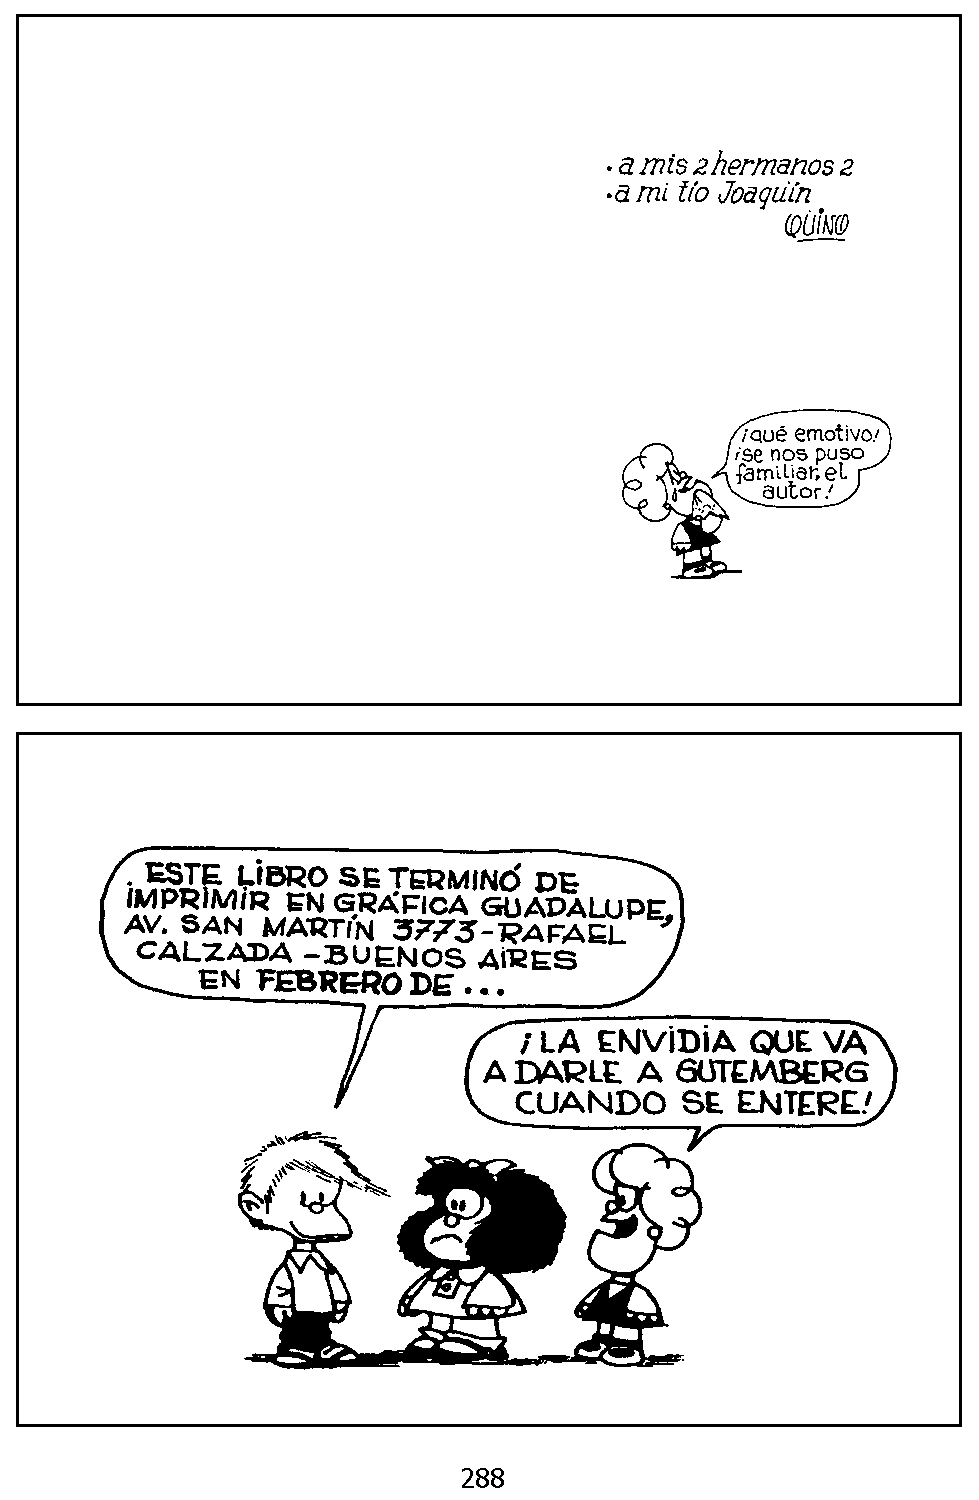 • a mis 2 hermanos 2
• a mi tío Joaquín
QUINO
¡qué emotivo!
¡se nos puso
familiar, el
autor!
ESTE LIBRO SE TERMINÓ DE
IMPRIMIR EN GRÁFICA GUADALUPE,
AV. SAN MARTÍN 3773-RAFAEL
CALZADA - BUENOS AIRES
EN FEBRERO DE ...
¡LA ENVIDIA QUE VA
A DARLE A GUTEMBERG
CUANDO SE ENTERE!
288